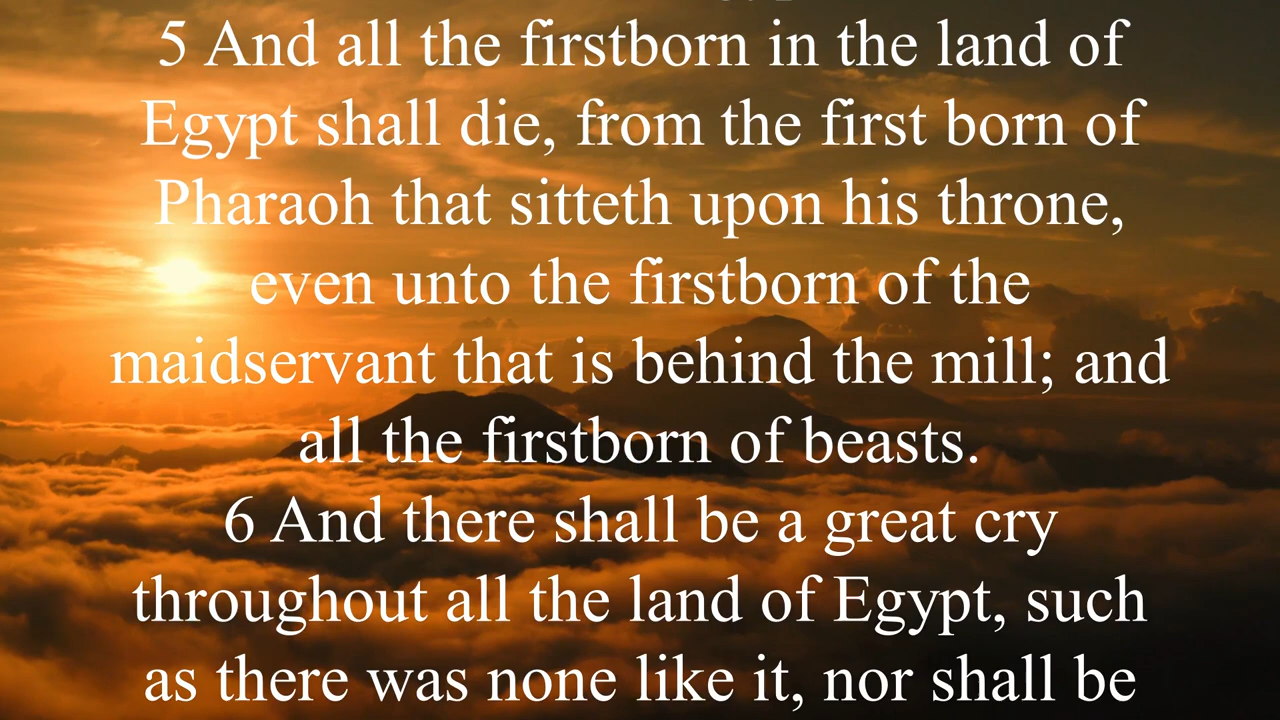 5 And all the firstborn in the land of
Egypt shall die, from the first born of
Pharaoh that sitteth upon his throne,
even unto the firstborn of the
maidservant that is behind the mill; and
all the firstborn of beasts.
6 And there shall be a great cry
throughout all the land of Egypt, such
as there was none like it, nor shall be